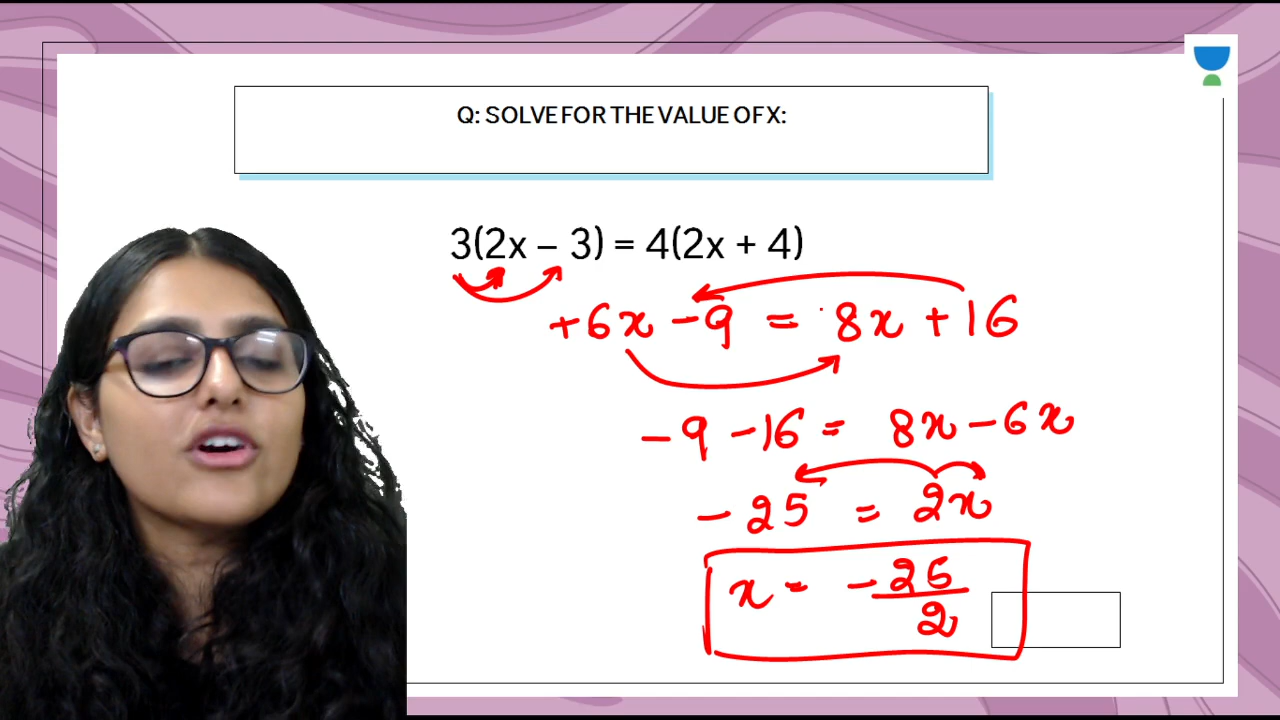 Q: SOLVE FOR THE VALUE OF X:
3(2x – 3) = 4(2x + 4)
+6x - 9 = 8x + 16
-9 - 16 = 8x - 6x
-25 = 2x
x = -25/2